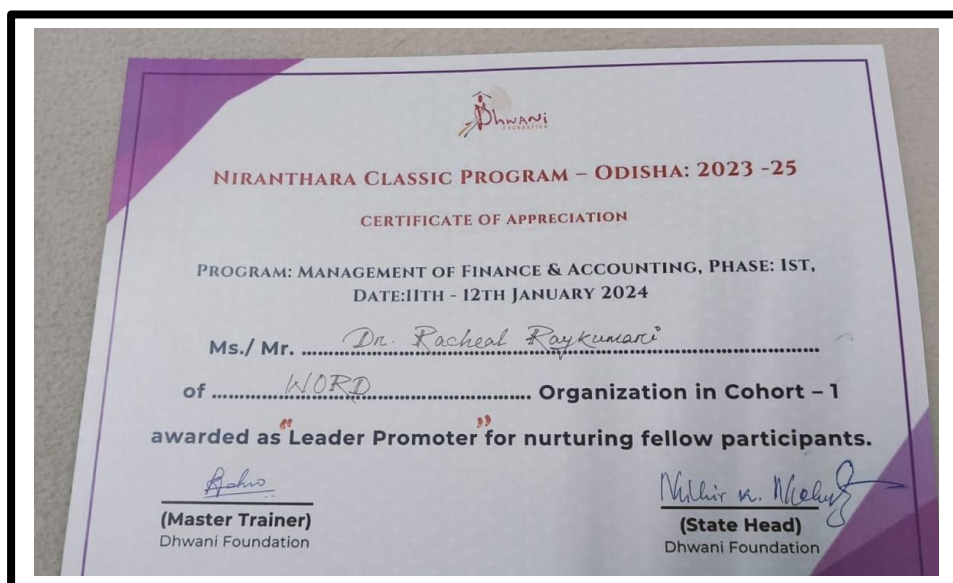 Dhwani
FOUNDATION
NIRANTHARA CLASSIC PROGRAM – ODISHA: 2023 -25
CERTIFICATE OF APPRECIATION
PROGRAM: MANAGEMENT OF FINANCE & ACCOUNTING, PHASE: 1ST,
DATE:11TH - 12TH JANUARY 2024
Ms./ Mr. Dr. Racheal Raykumari
of WORD Organization in Cohort – 1
awarded as "Leader Promoter" for nurturing fellow participants.
(Master Trainer)
Dhwani Foundation
(State Head)
Dhwani Foundation